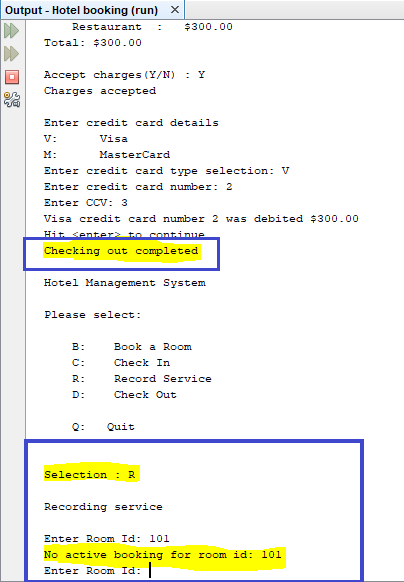 Output - Hotel booking (run) ×
Restaurant : $300.00
Total: $300.00
Accept charges(Y/N) : Y
Charges accepted
Enter credit card details
V: Visa
M: MasterCard
Enter credit card type selection: V
Enter credit card number: 2
Enter CCV: 3
Visa credit card number 2 was debited $300.00
Hit <enter> to continue
Checking out completed
Hotel Management System
Please select:
B: Book a Room
C: Check In
R: Record Service
D: Check Out
Q: Quit
Selection : R
Recording service
Enter Room Id: 101
No active booking for room id: 101
Enter Room Id: